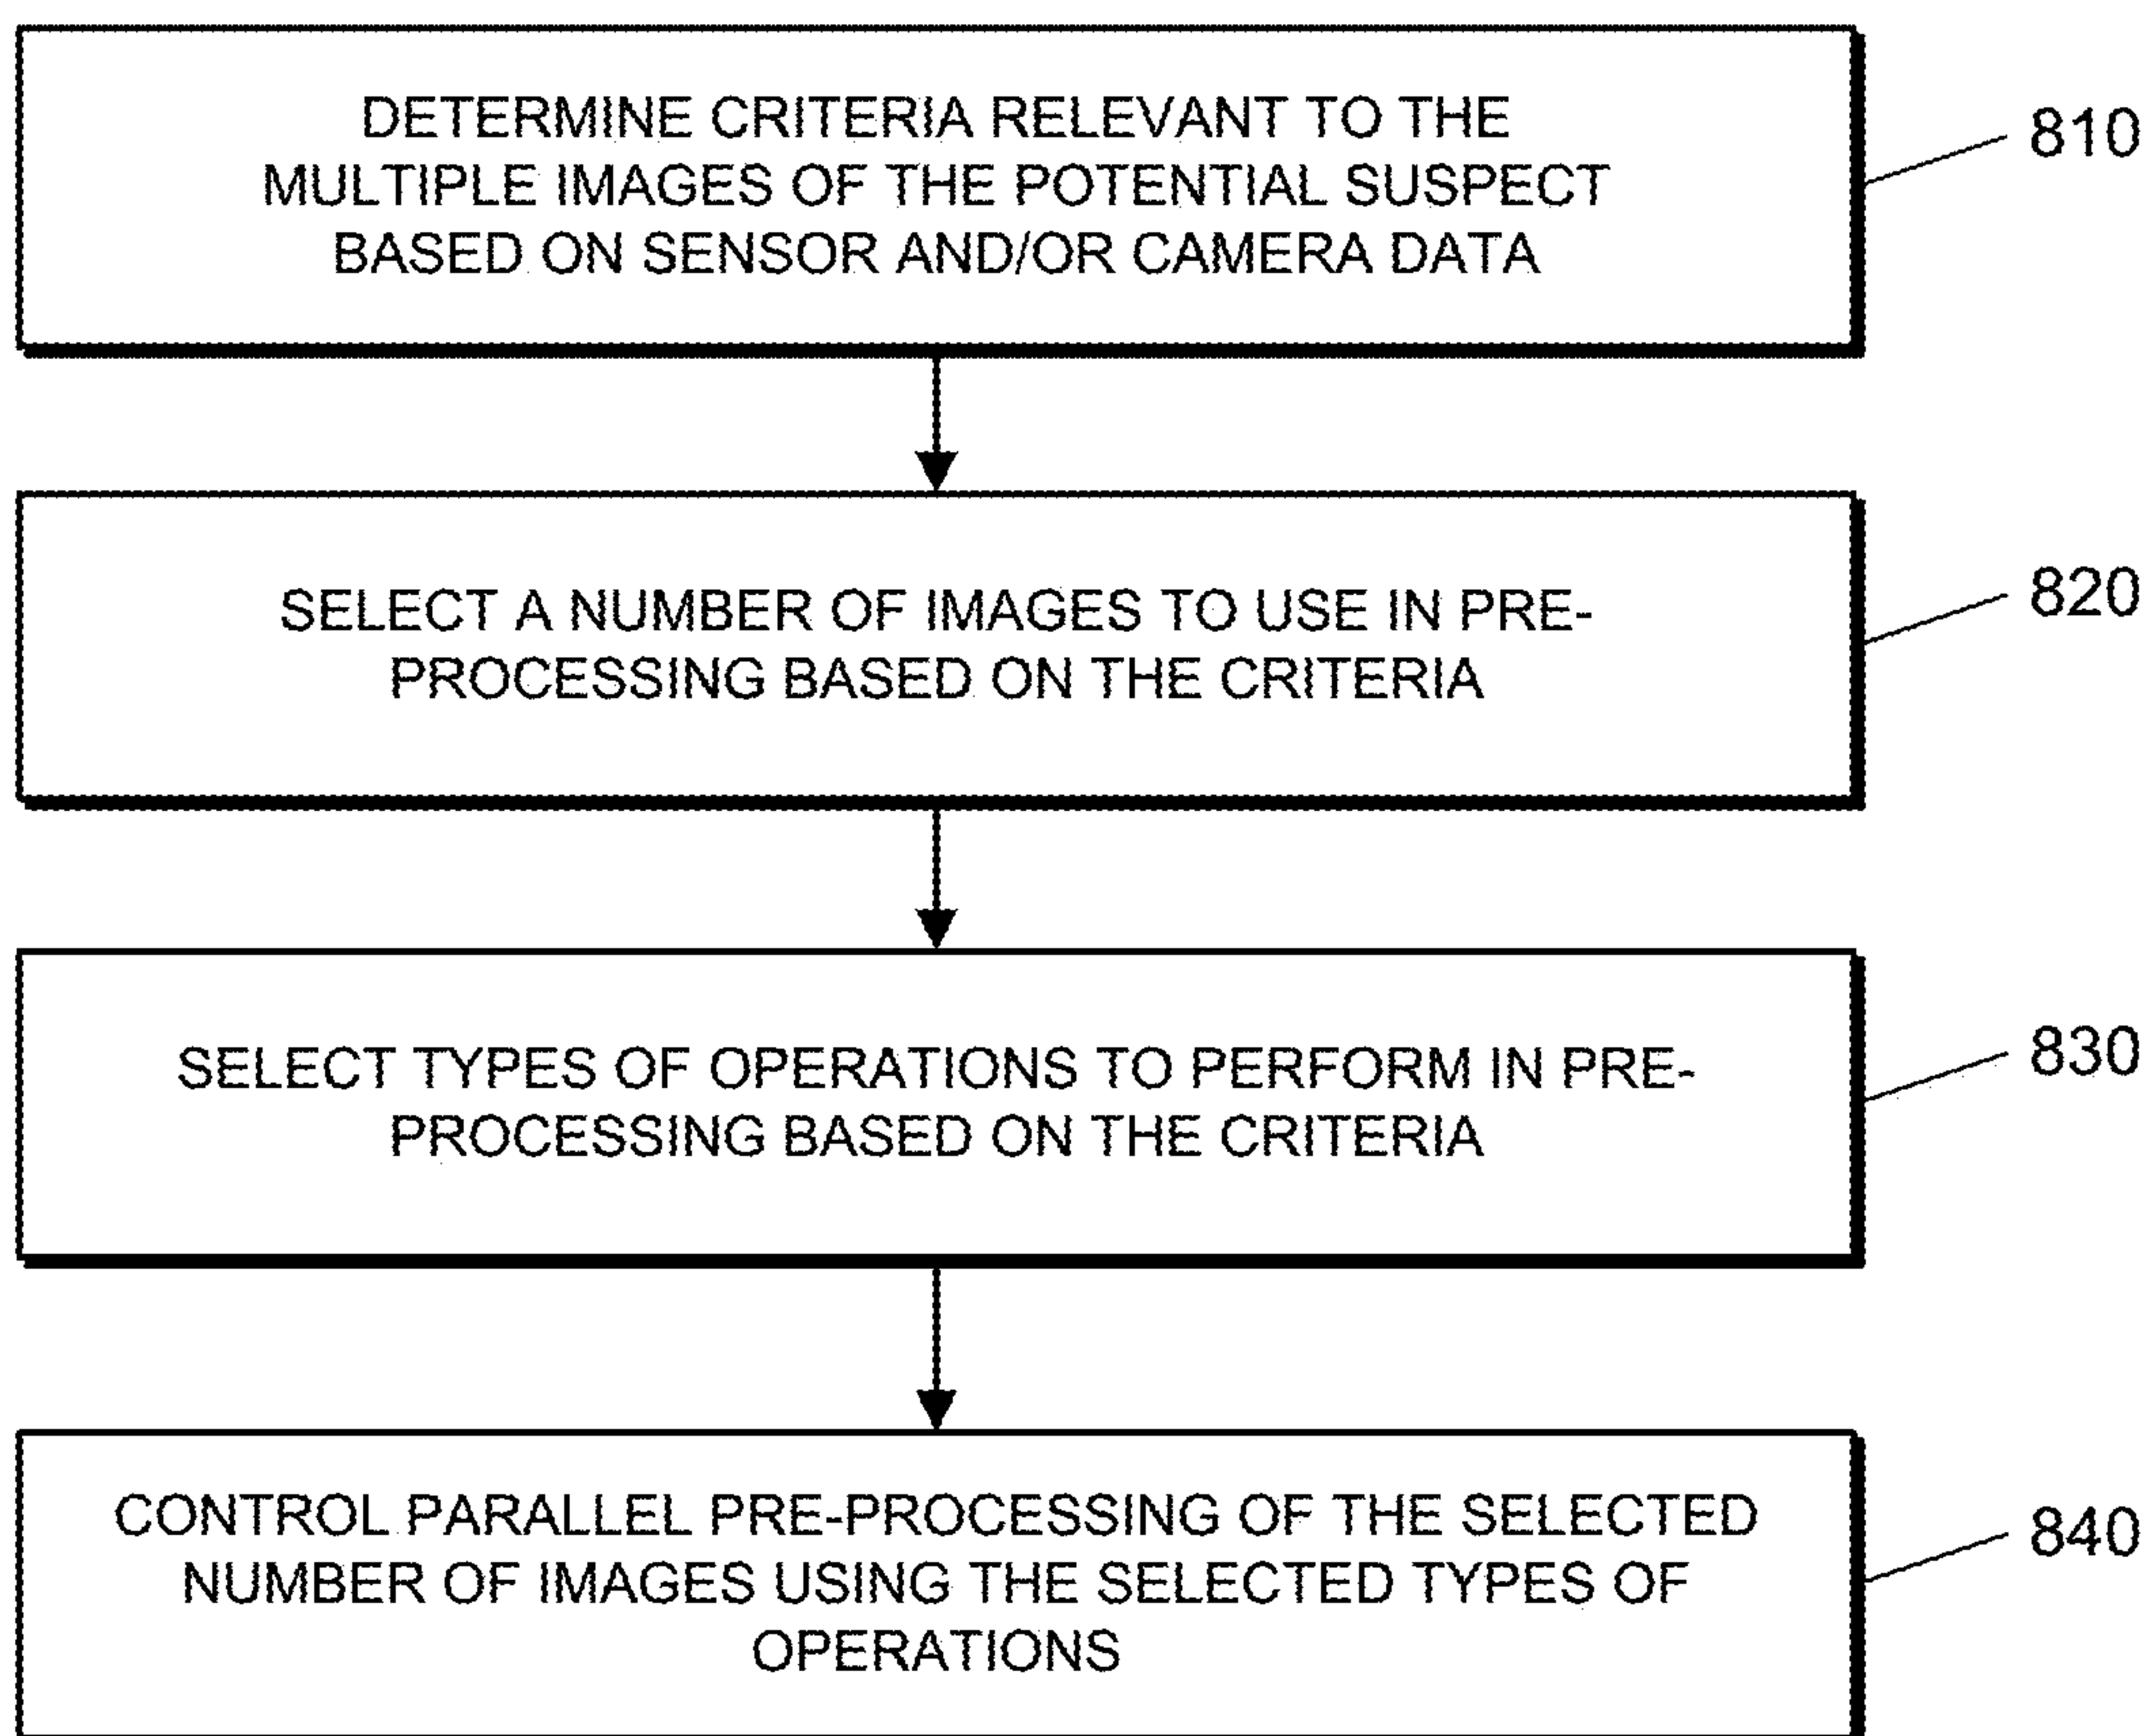 DETERMINE CRITERIA RELEVANT TO THE
MULTIPLE IMAGES OF THE POTENTIAL SUSPECT
BASED ON SENSOR AND/OR CAMERA DATA
810
SELECT A NUMBER OF IMAGES TO USE IN PRE-
PROCESSING BASED ON THE CRITERIA
820
SELECT TYPES OF OPERATIONS TO PERFORM IN PRE-
PROCESSING BASED ON THE CRITERIA
830
CONTROL PARALLEL PRE-PROCESSING OF THE SELECTED
NUMBER OF IMAGES USING THE SELECTED TYPES OF
OPERATIONS
840